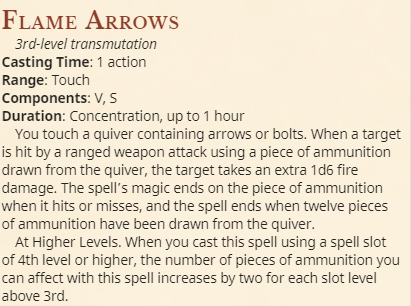 Flame Arrows
3rd-level transmutation
Casting Time: 1 action
Range: Touch
Components: V, S
Duration: Concentration, up to 1 hour
You touch a quiver containing arrows or bolts. When a target
is hit by a ranged weapon attack using a piece of ammunition
drawn from the quiver, the target takes an extra 1d6 fire
damage. The spell’s magic ends on the piece of ammunition
when it hits or misses, and the spell ends when twelve pieces
of ammunition have been drawn from the quiver.
At Higher Levels. When you cast this spell using a spell slot
of 4th level or higher, the number of pieces of ammunition you
can affect with this spell increases by two for each slot level
above 3rd.